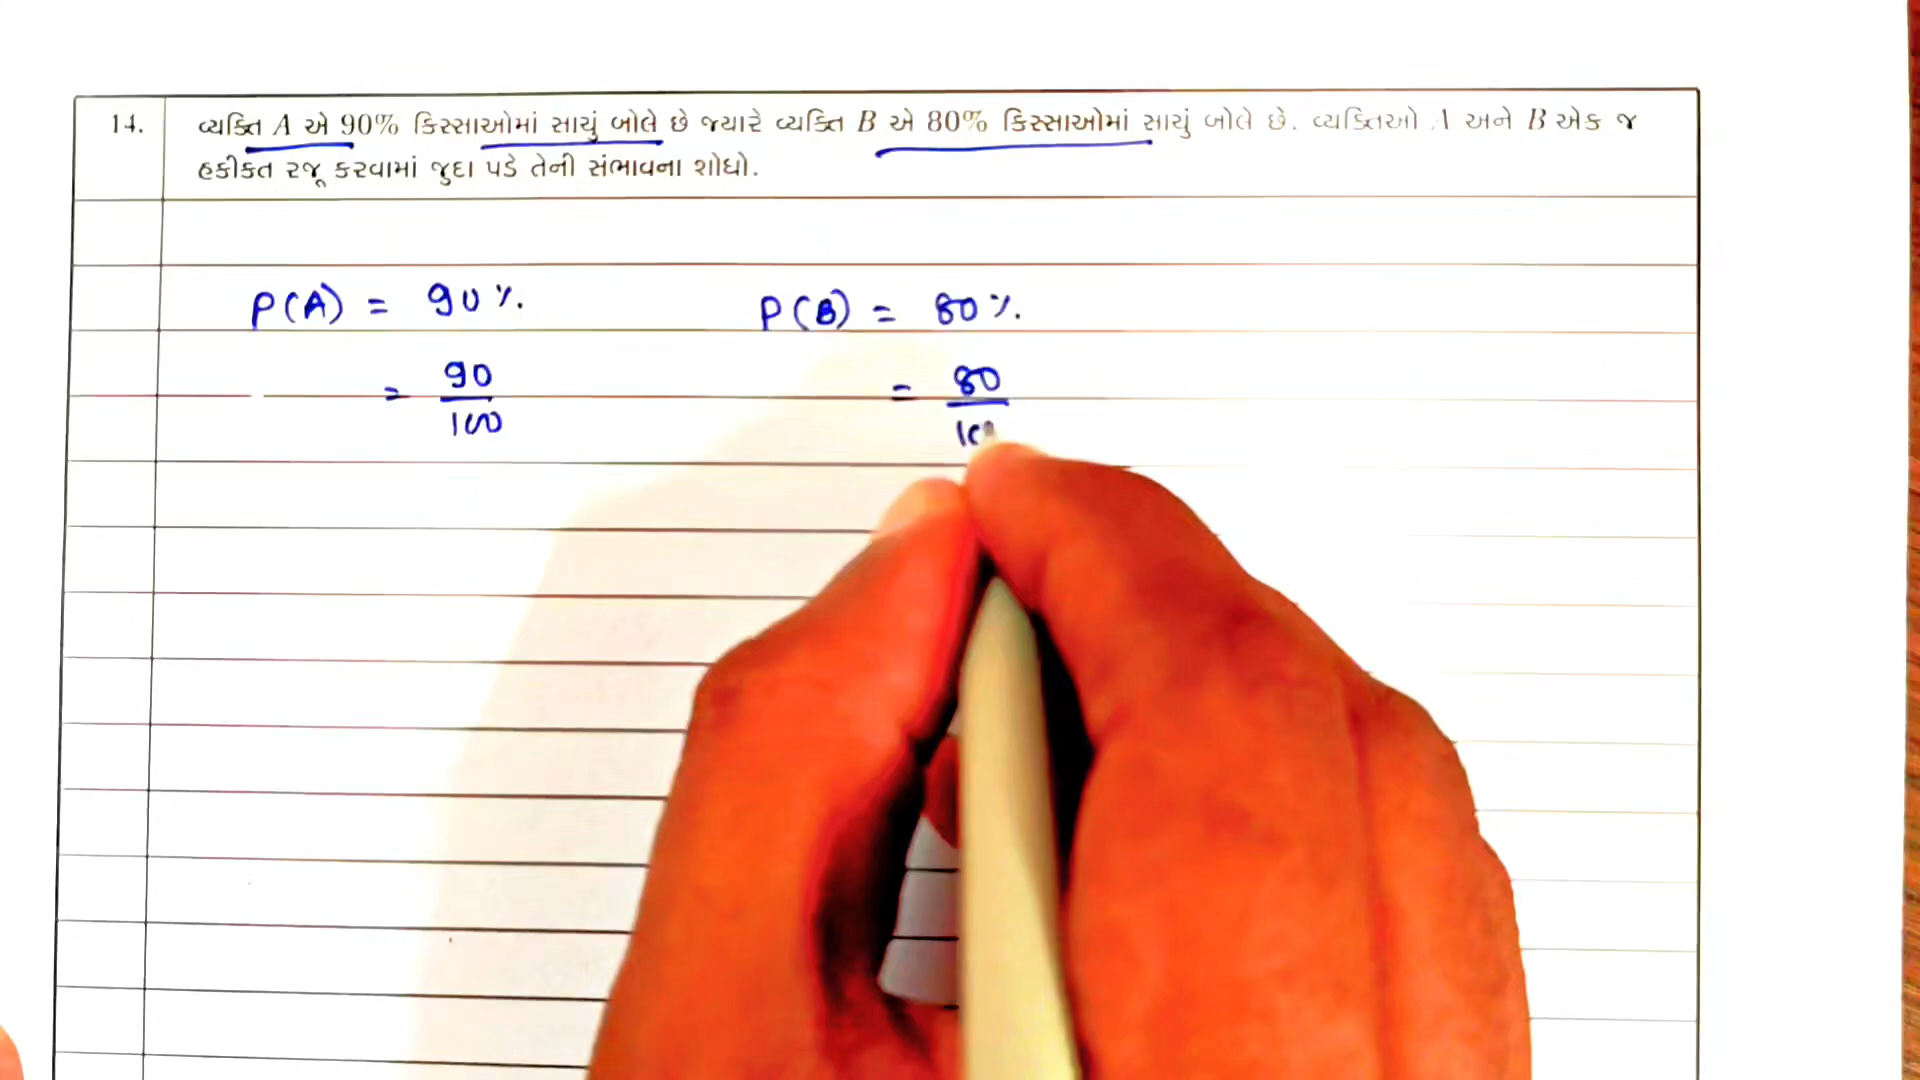 14. વ્યક્તિ A એ 90% કિસ્સાઓમાં સાચું બોલે છે જ્યારે વ્યક્તિ B એ 80% કિસ્સાઓમાં સાચું બોલે છે. વ્યક્તિઓ A અને B એક જ
હકીકત રજૂ કરવામાં જુદા પડે તેની સંભાવના શોધો.
P(A) = 90%. P(B) = 80%.
= 90/100 = 80/10